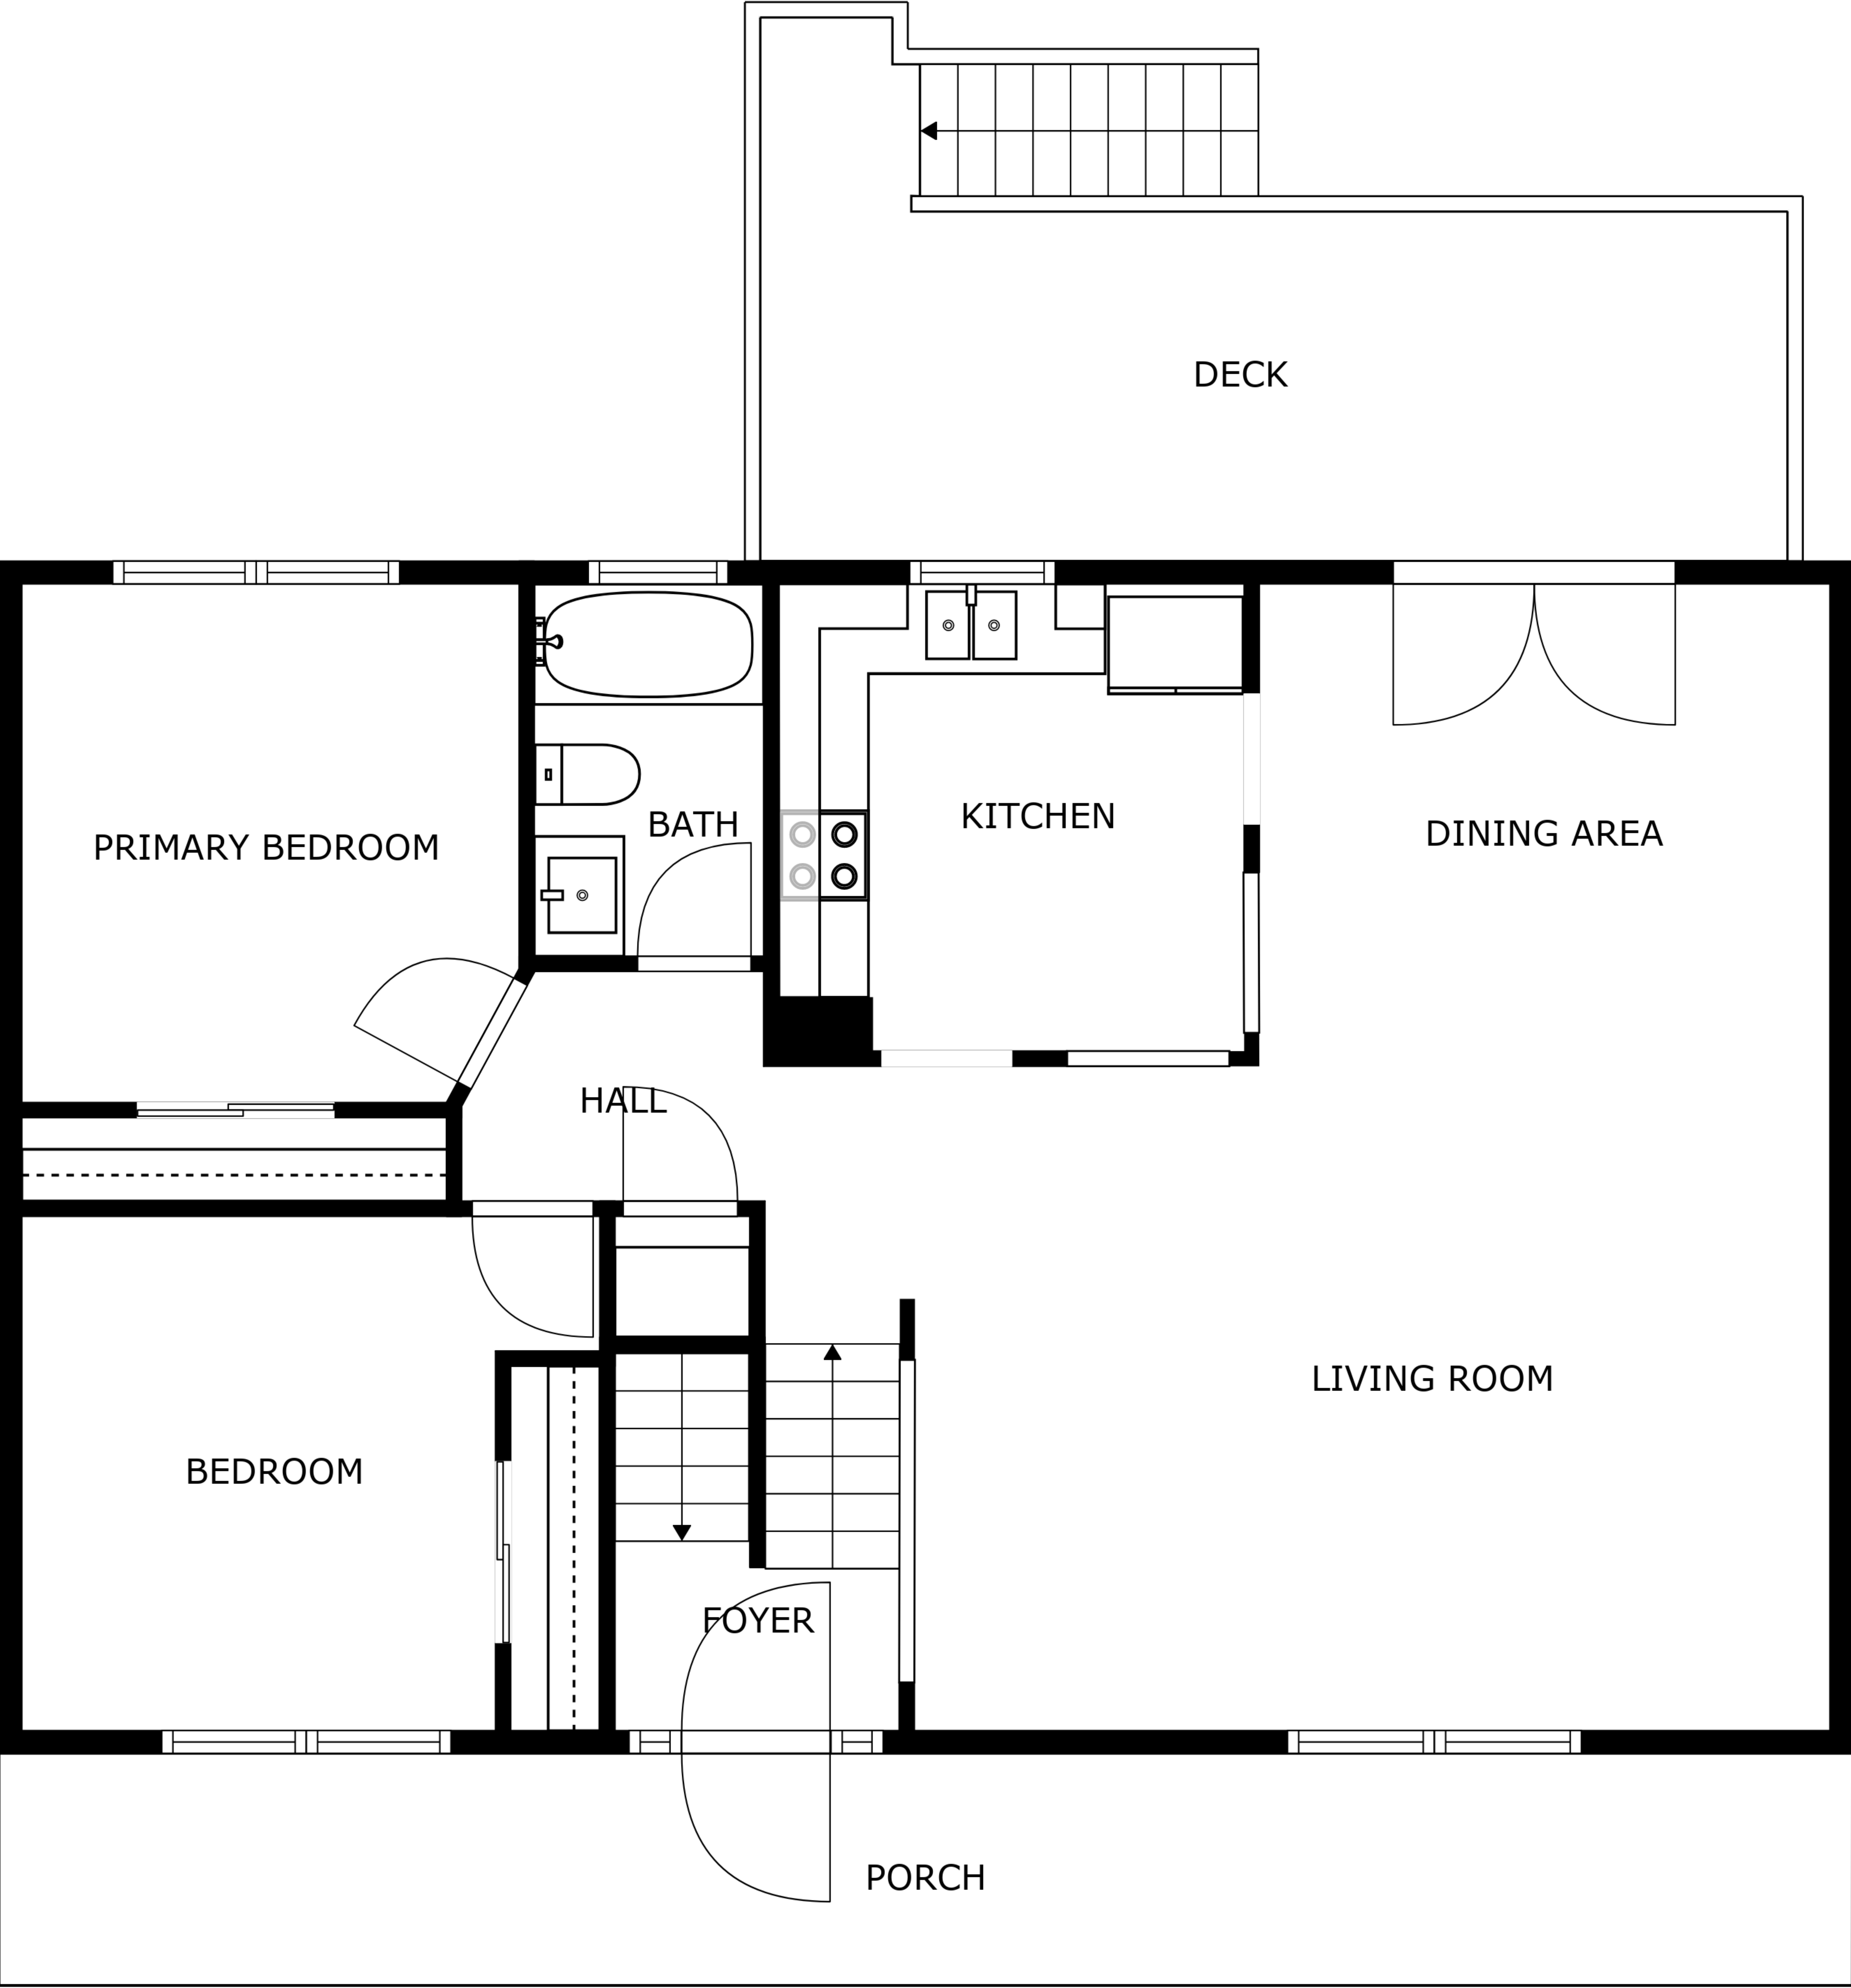 DECK
KITCHEN
BATH
DINING AREA
PRIMARY BEDROOM
HALL
LIVING ROOM
BEDROOM
FOYER
PORCH